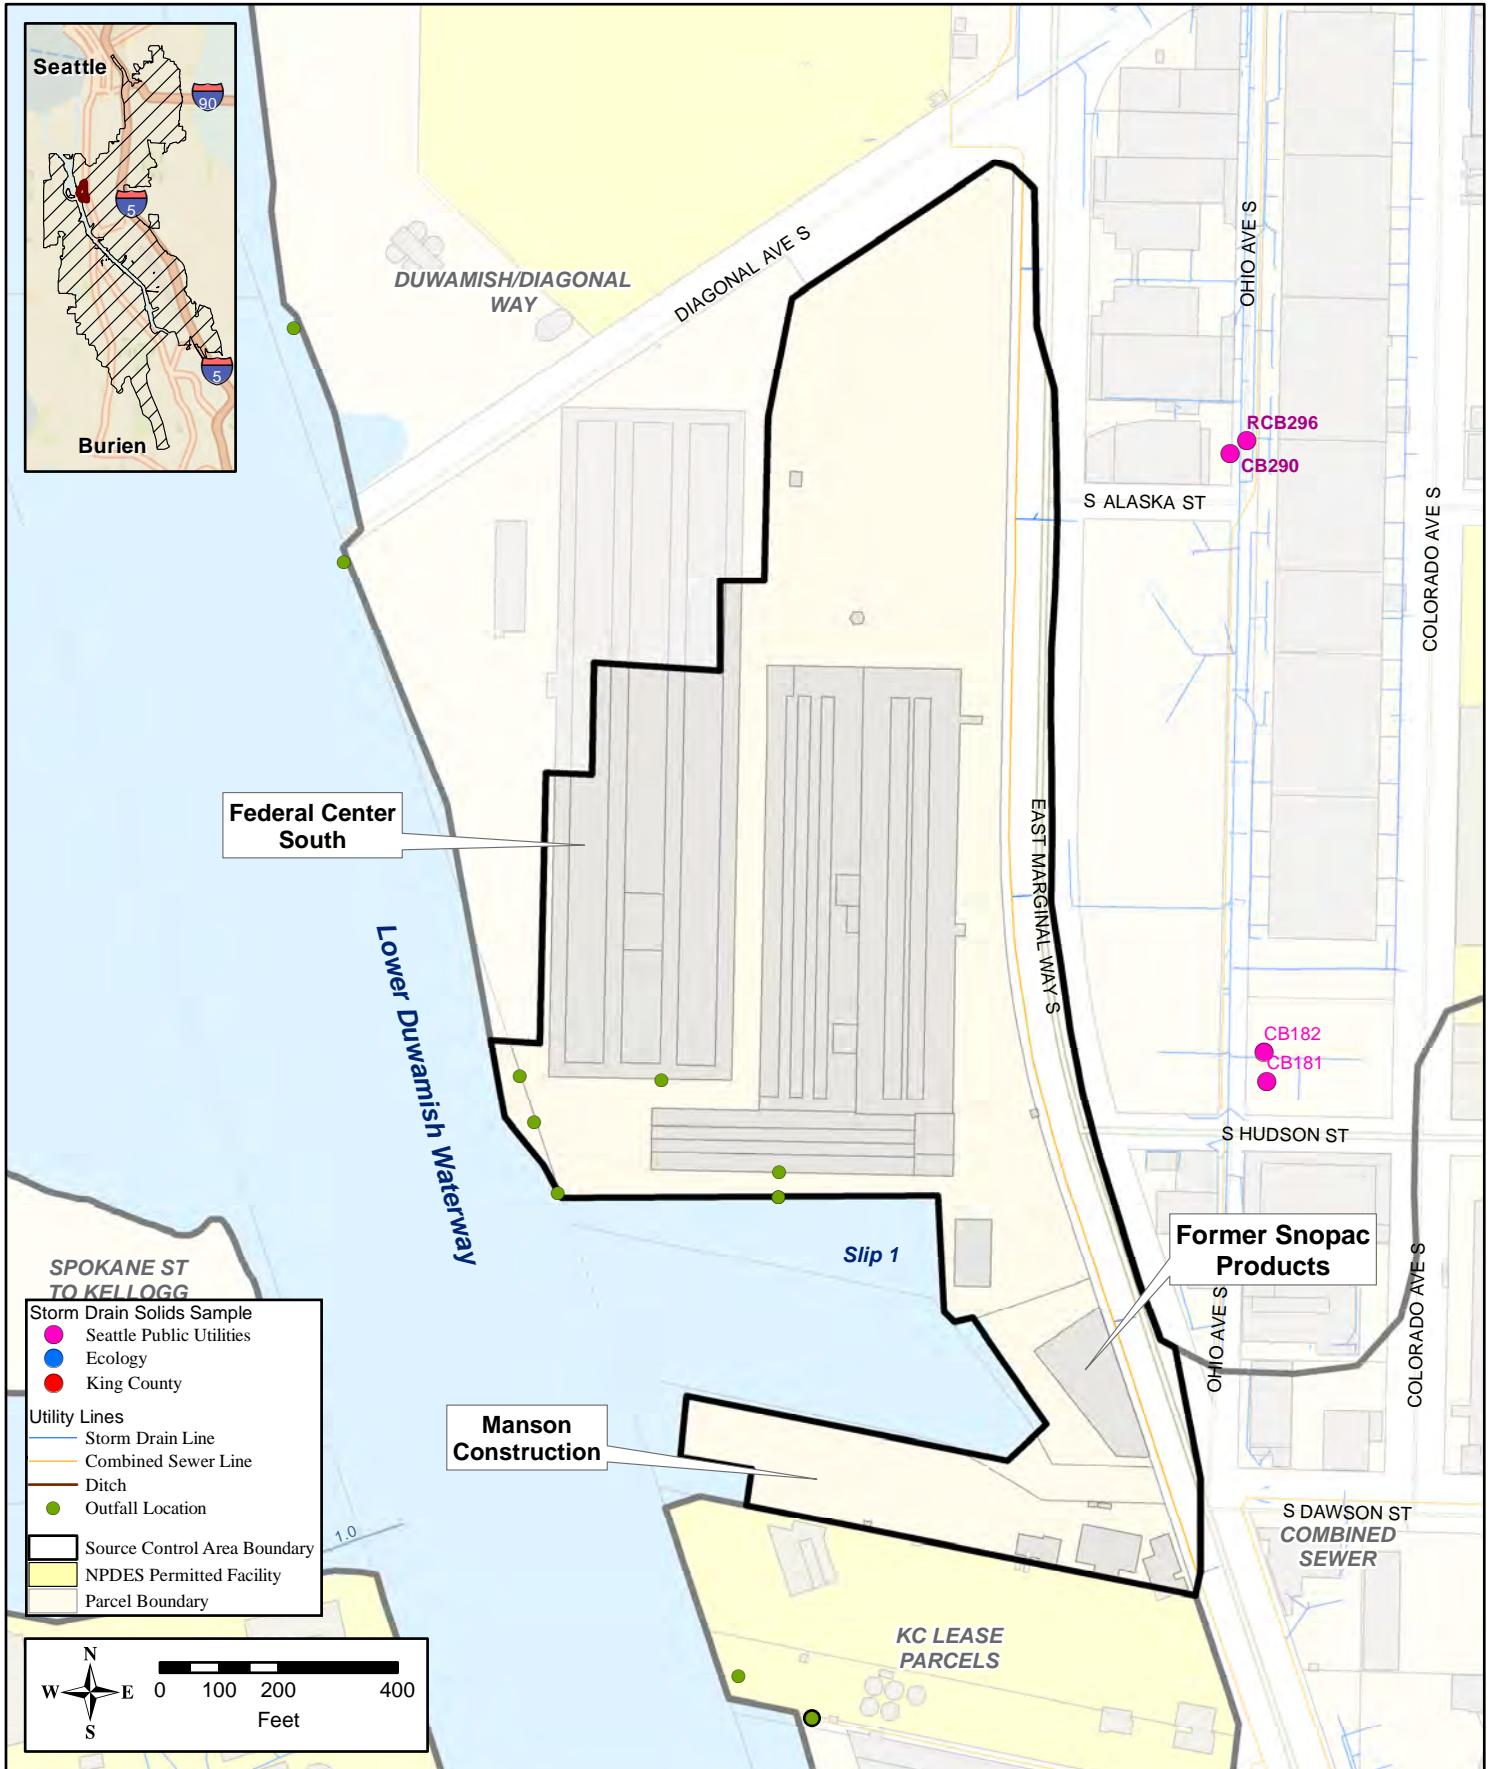 Seattle
90
5
5
Burien
DUWAMISH/DIAGONAL
WAY
DIAGONAL AVE S
OHIO AVE S
RCB296
CB290
S ALASKA ST
COLORADO AVE S
Federal Center
South
EAST MARGINAL WAY S
Lower Duwamish Waterway
CB182
CB181
S HUDSON ST
Former Snopac
Products
Slip 1
SPOKANE ST
TO KELLOGG
OHIO AVE S
COLORADO AVE S
Storm Drain Solids Sample
Seattle Public Utilities
Ecology
King County
Utility Lines
Storm Drain Line
Combined Sewer Line
Ditch
Outfall Location
Source Control Area Boundary
NPDES Permitted Facility
Parcel Boundary
1.0
Manson
Construction
S DAWSON ST
COMBINED
SEWER
KC LEASE
PARCELS
N
W E
S
0 100 200 400
Feet